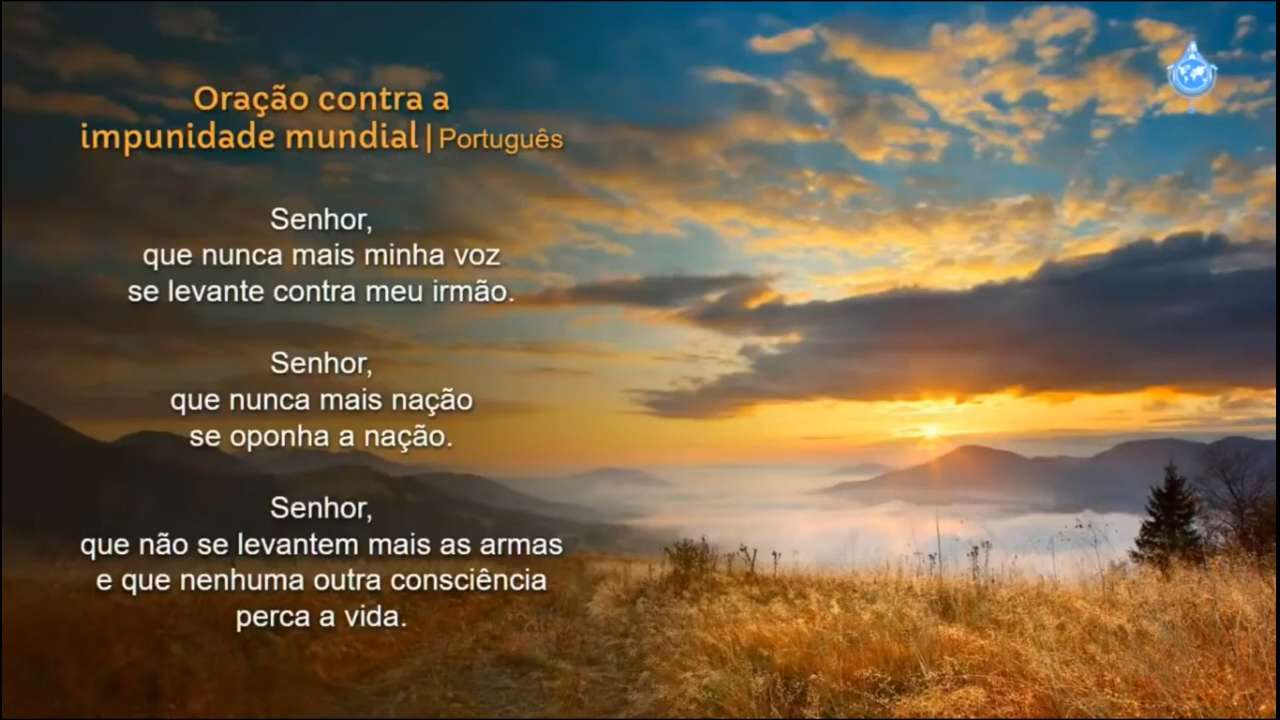 Oração contra a
impunidade mundial | Português
Senhor,
que nunca mais minha voz
se levante contra meu irmão.
Senhor,
que nunca mais nação
se oponha a nação.
Senhor,
que não se levantem mais as armas
e que nenhuma outra consciência
perca a vida.